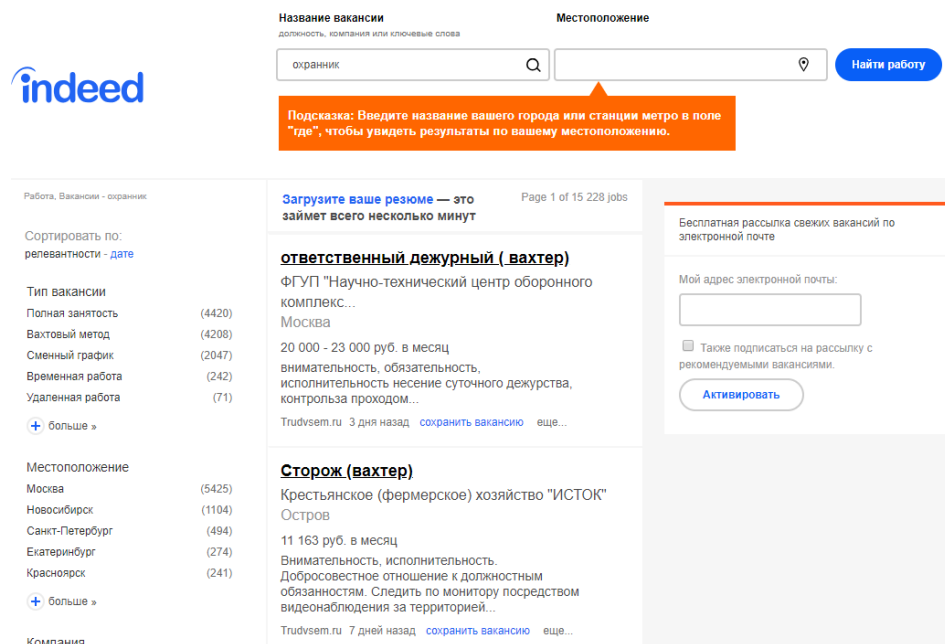 Название вакансии
должность, компания или ключевые слова
Местоположение
охранник
Найти работу
indeed
Подсказка: Введите название вашего города или станции метро в поле
"где", чтобы увидеть результаты по вашему местоположению.
Работа, Вакансии - охранник
Сортировать по:
релевантности - дате
Тип вакансии
Полная занятость (4420)
Вахтовый метод (4208)
Сменный график (2047)
Временная работа (242)
Удаленная работа (71)
+ больше »
Местоположение
Москва (5425)
Новосибирск (1104)
Санкт-Петербург (494)
Екатеринбург (274)
Красноярск (241)
+ больше »
Компания
Загрузите ваше резюме — это
займет всего несколько минут
Page 1 of 15 228 jobs
ответственный дежурный ( вахтер)
ФГУП "Научно-технический центр оборонного
комплекс...
Москва
20 000 - 23 000 руб. в месяц
внимательность, обязательность,
исполнительность несение суточного дежурства,
контрользa проходом...
Trudvsem.ru 3 дня назад сохранить вакансию еще...
Сторож (вахтер)
Крестьянское (фермерское) хозяйство "ИСТОК"
Остров
11 163 руб. в месяц
Внимательность, исполнительность.
Добросовестное отношение к должностным
обязанностям. Следить по монитору посредством
видеонаблюдения за территорией...
Trudvsem.ru 7 дней назад сохранить вакансию еще...
Бесплатная рассылка свежих вакансий по
электронной почте
Мой адрес электронной почты:
Также подписаться на рассылку с
рекомендуемыми вакансиями.
Активировать